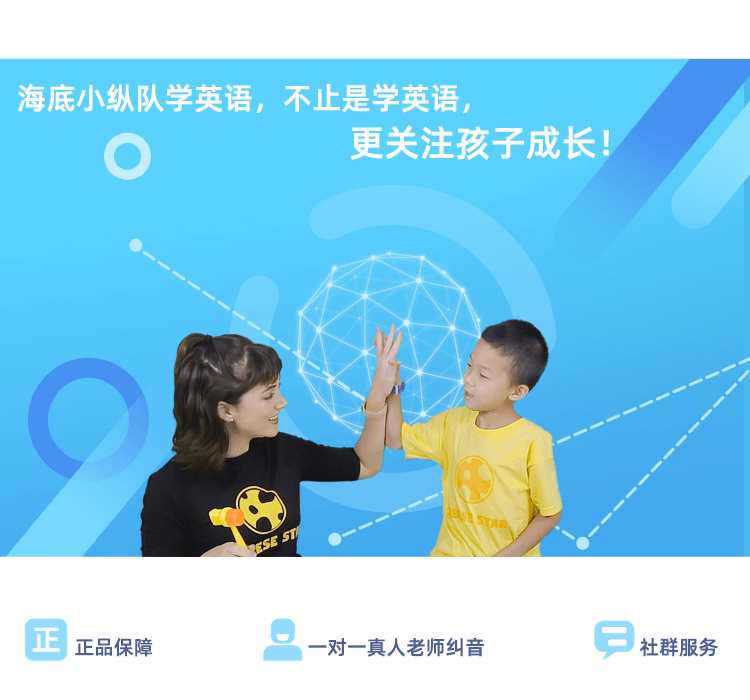 海底小纵队学英语，不止是学英语，
更关注孩子成长！
正
正品保障
一对一真人老师纠音
社群服务